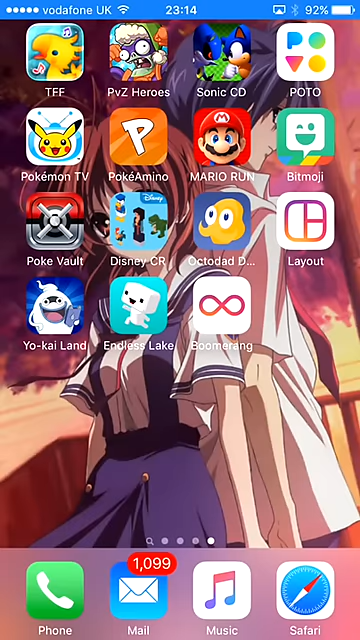 vodafone UK 23:14 92%
TFF PvZ Heroes Sonic CD POTO
Pokémon TV PokéAmino MARIO RUN Bitmoji
Poke Vault Disney CR Octodad D... Layout
Yo-kai Land Endless Lake Boomerang
1,099
Phone Mail Music Safari